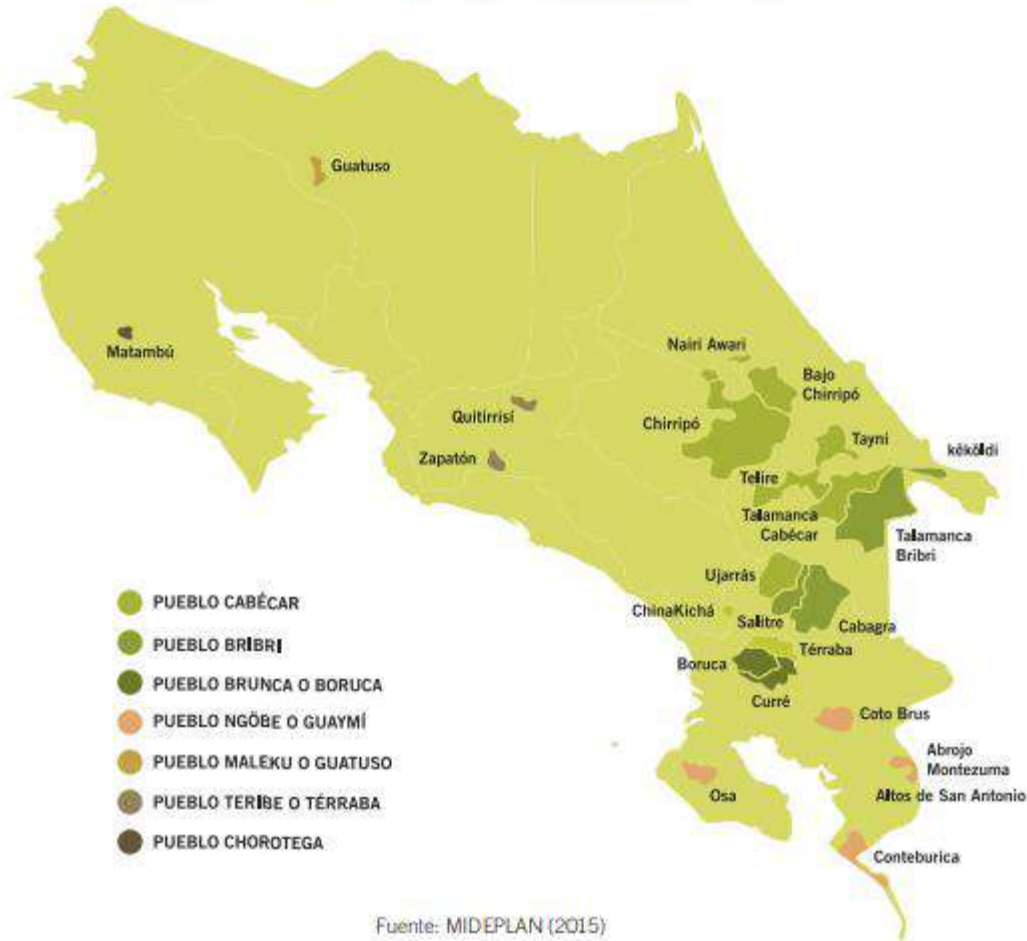 Guatuso
Matambú
Nairi Awari
Bajo
Chirripó
Quitirrisí
Chirripó
Tayni
Zapatón
kéköldi
Telire
Talamanca
Cabécar
Talamanca
Bribri
Ujarrás
ChinaKichá
Salitre
Cabagra
Térraba
Boruca
Curré
Coto Brus
Abrojo
Montezuma
Osa
Altos de San Antonio
Conteburica
PUEBLO CABÉCAR
PUEBLO BRIBRI
PUEBLO BRUNCA O BORUCA
PUEBLO NGÖBE O GUAYMÍ
PUEBLO MALEKU O GUATUSO
PUEBLO TERIBE O TÉRRABA
PUEBLO CHOROTEGA
Fuente: MIDEPLAN (2015)